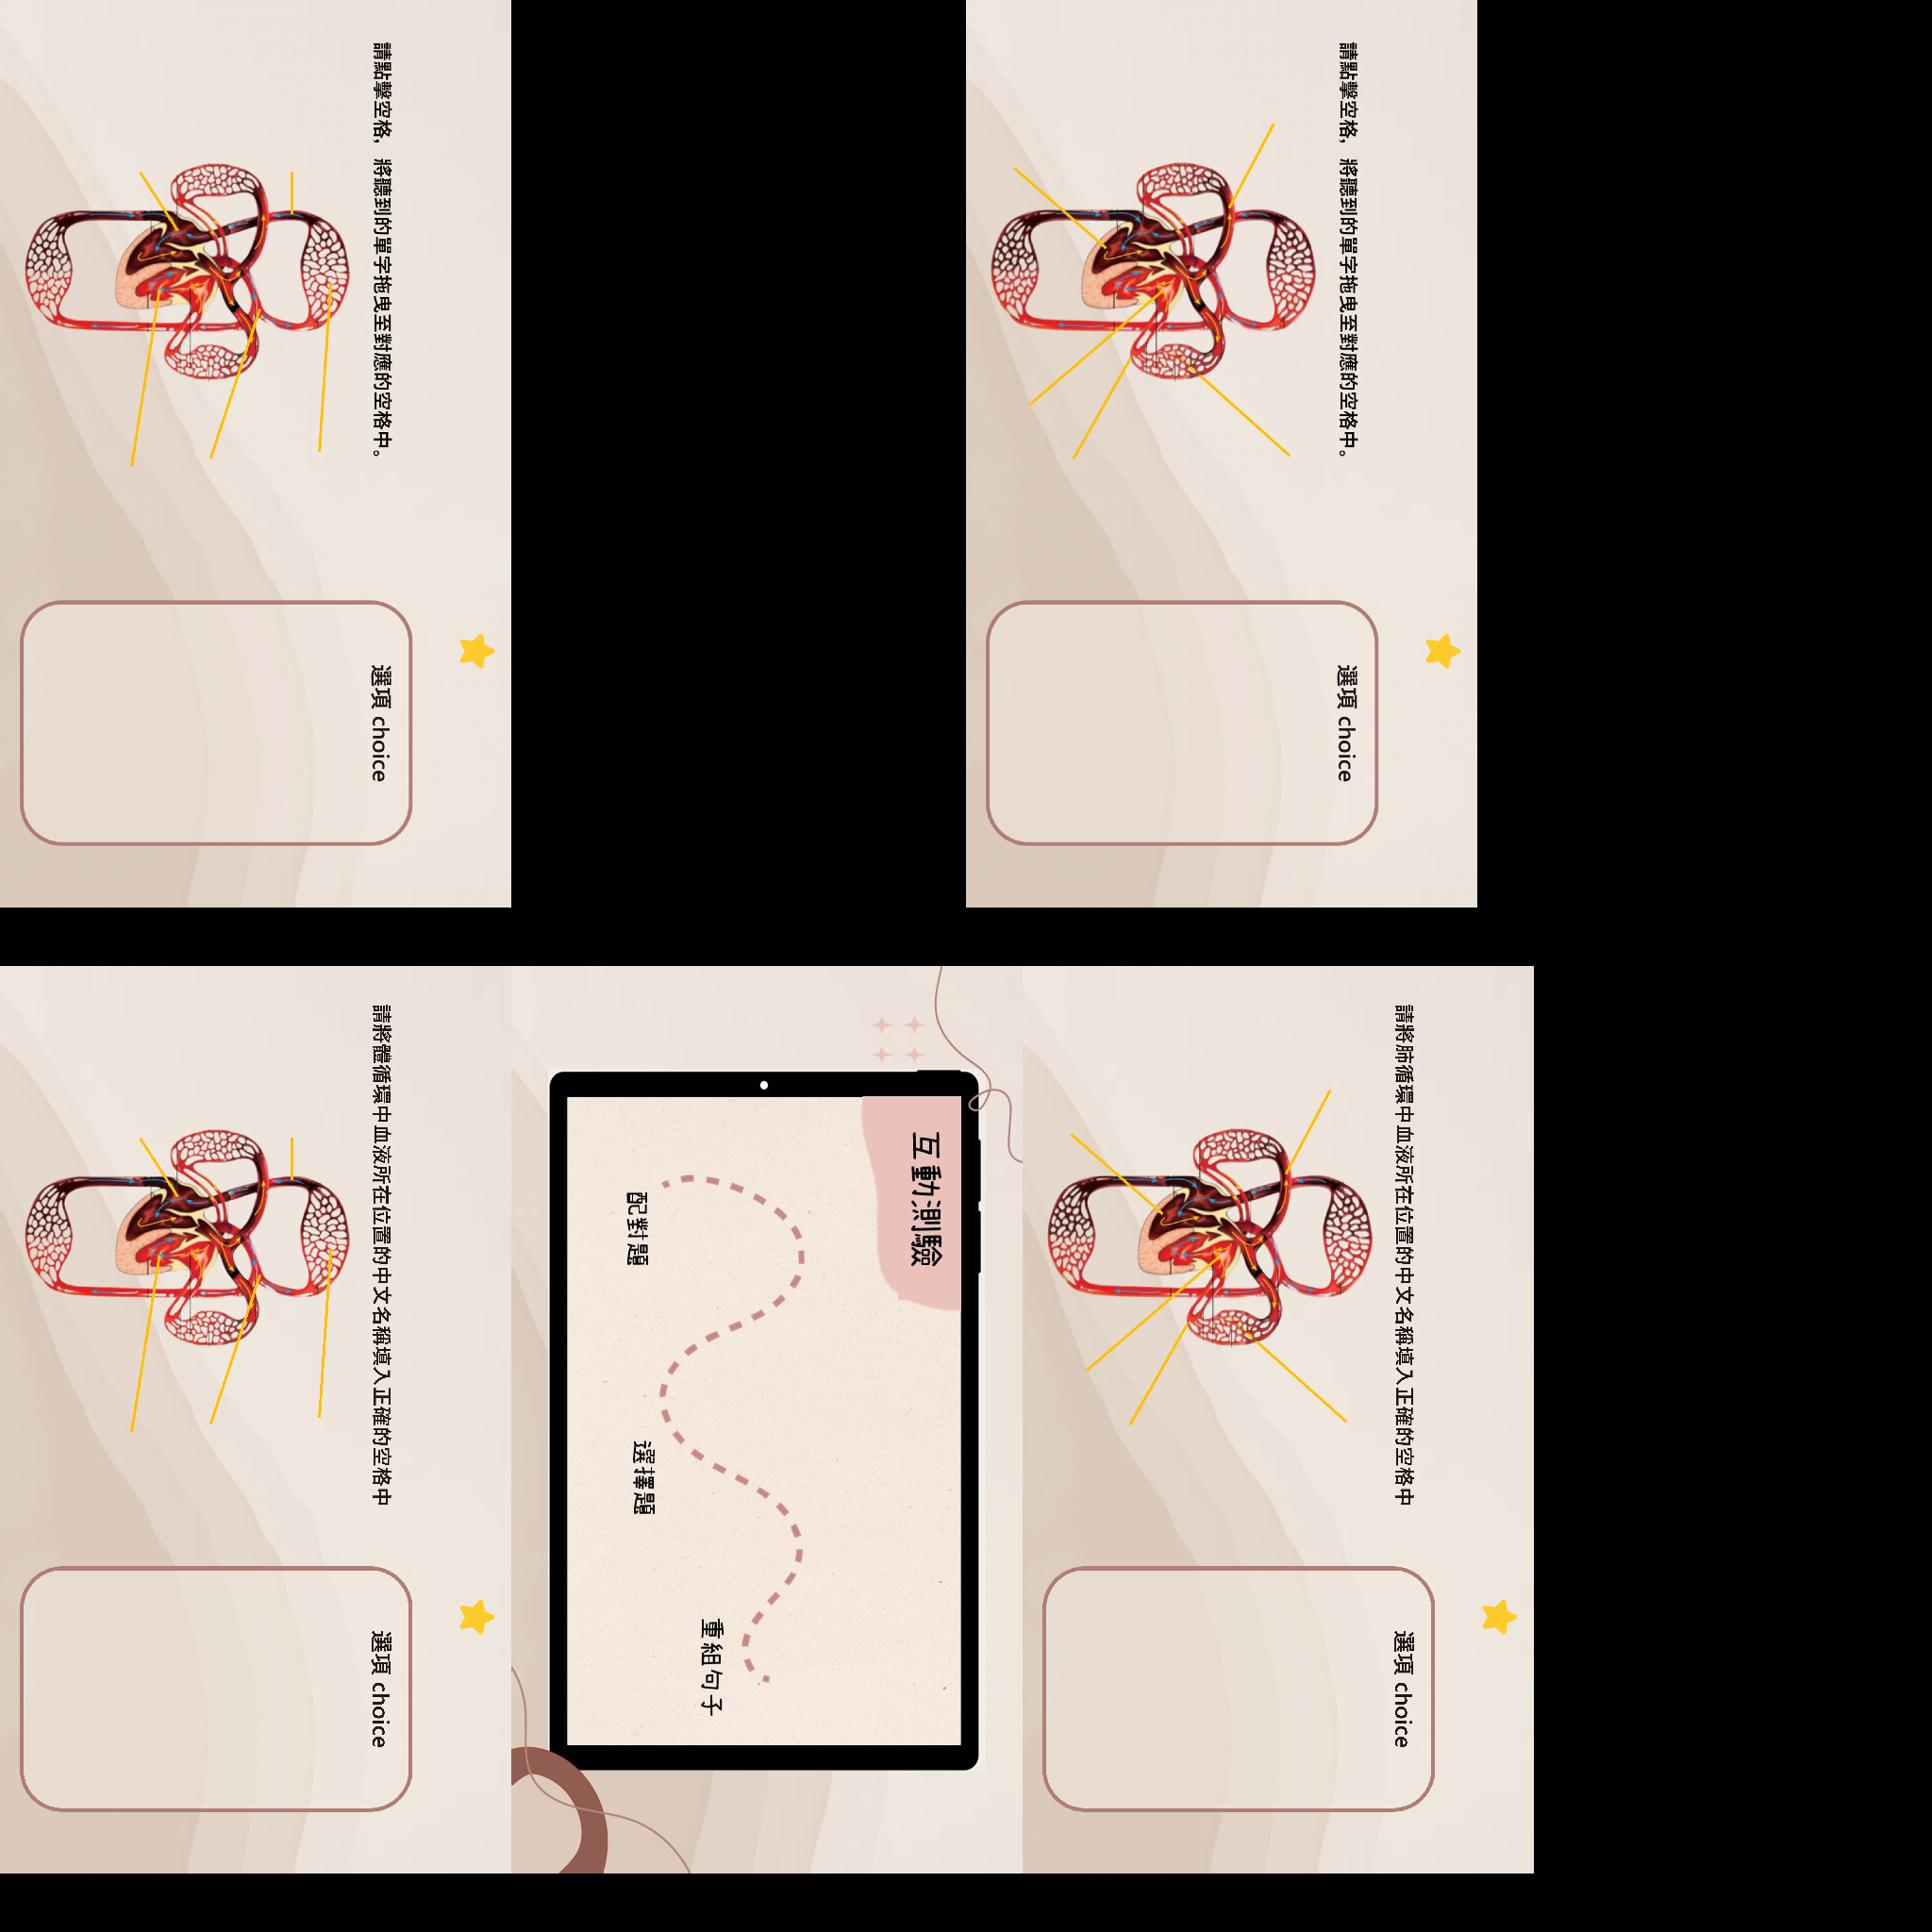 請點擊空格，將聽到的單字拖曳至對應的空格中。
選項 choice
請點擊空格，將聽到的單字拖曳至對應的空格中。
選項 choice
請將體循環中血液所在位置的中文名稱填入正確的空格中
選項 choice
互動測驗
配對題
選擇題
重組句子
請將肺循環中血液所在位置的中文名稱填入正確的空格中
選項 choice